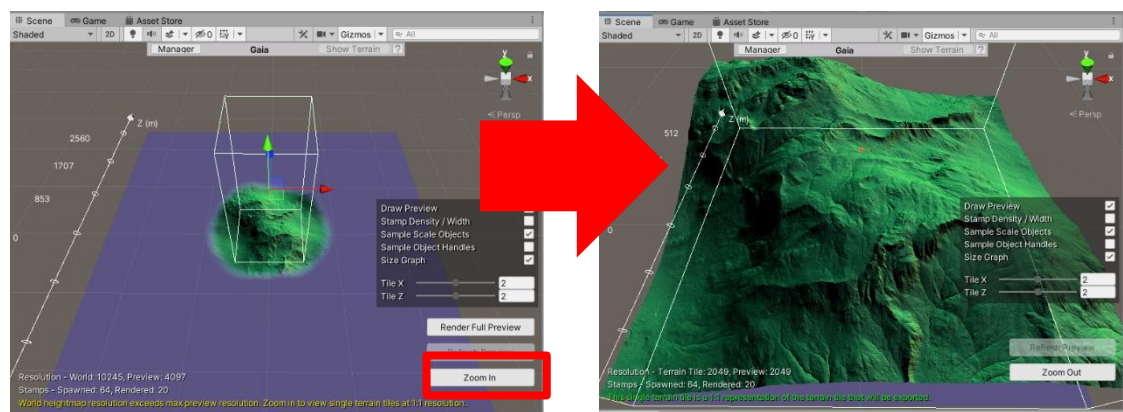 Scene Game Asset Store
Shaded 2D 0 Gizmos All
Manager Gaia Show Terrain ?
y
x
Persp
Z (m)
2560
1707
853
0
Draw Preview
Stamp Density / Width
Sample Scale Objects
Sample Object Handles
Size Graph
Tile X 2
Tile Z 2
Render Full Preview
Zoom In
Resolution - World: 10245, Preview: 4097
Stamps - Spawned: 64, Rendered: 20
World heightmap resolution exceeds max preview resolution. Zoom in to view single terrain tiles at 1:1 resolution.
Scene Game Asset Store
Shaded 2D 0 Gizmos All
Manager Gaia Show Terrain ?
y
x
Persp
Z (m)
512
0
Draw Preview
Stamp Density / Width
Sample Scale Objects
Sample Object Handles
Size Graph
Tile X 2
Tile Z 2
Refresh Preview
Zoom Out
Resolution - Terrain Tile: 2049, Preview: 2049
Stamps - Spawned: 64, Rendered: 20
This single terrain tile is a 1:1 representation of the terrain tile that will be exported.